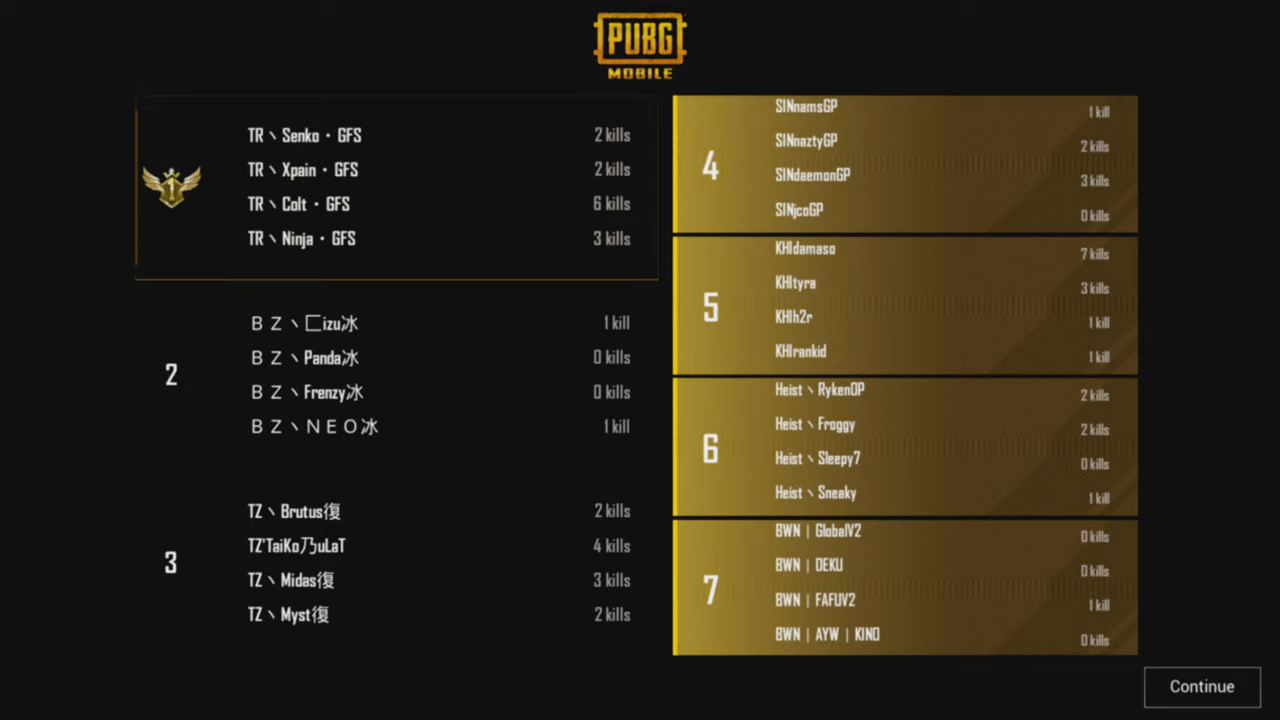 PUBG
MOBILE
1
TR丶Senko・GFS 2 kills
TR丶Xpain・GFS 2 kills
TR丶Colt・GFS 6 kills
TR丶Ninja・GFS 3 kills
2
ＢＺ丶匚izu冰 1 kill
ＢＺ丶Panda冰 0 kills
ＢＺ丶Frenzy冰 0 kills
ＢＺ丶ＮＥＯ冰 1 kill
3
TZ丶Brutus復 2 kills
TZ'TaiKo乃uLaT 4 kills
TZ丶Midas復 3 kills
TZ丶Myst復 2 kills
4
SINnamsGP 1 kill
SINnaztyGP 2 kills
SINdaemonGP 3 kills
SINjcoGP 0 kills
5
KHIdamaso 7 kills
KHItyra 3 kills
KHIh2r 1 kill
KHIrankid 1 kill
6
Heist丶RykenOP 2 kills
Heist丶Froggy 2 kills
Heist丶Sleepy7 0 kills
Heist丶Sneaky 1 kill
7
BWN | GlobalV2 0 kills
BWN | DEKU 0 kills
BWN | FAFUV2 1 kill
BWN | AYW | KINO 0 kills
Continue